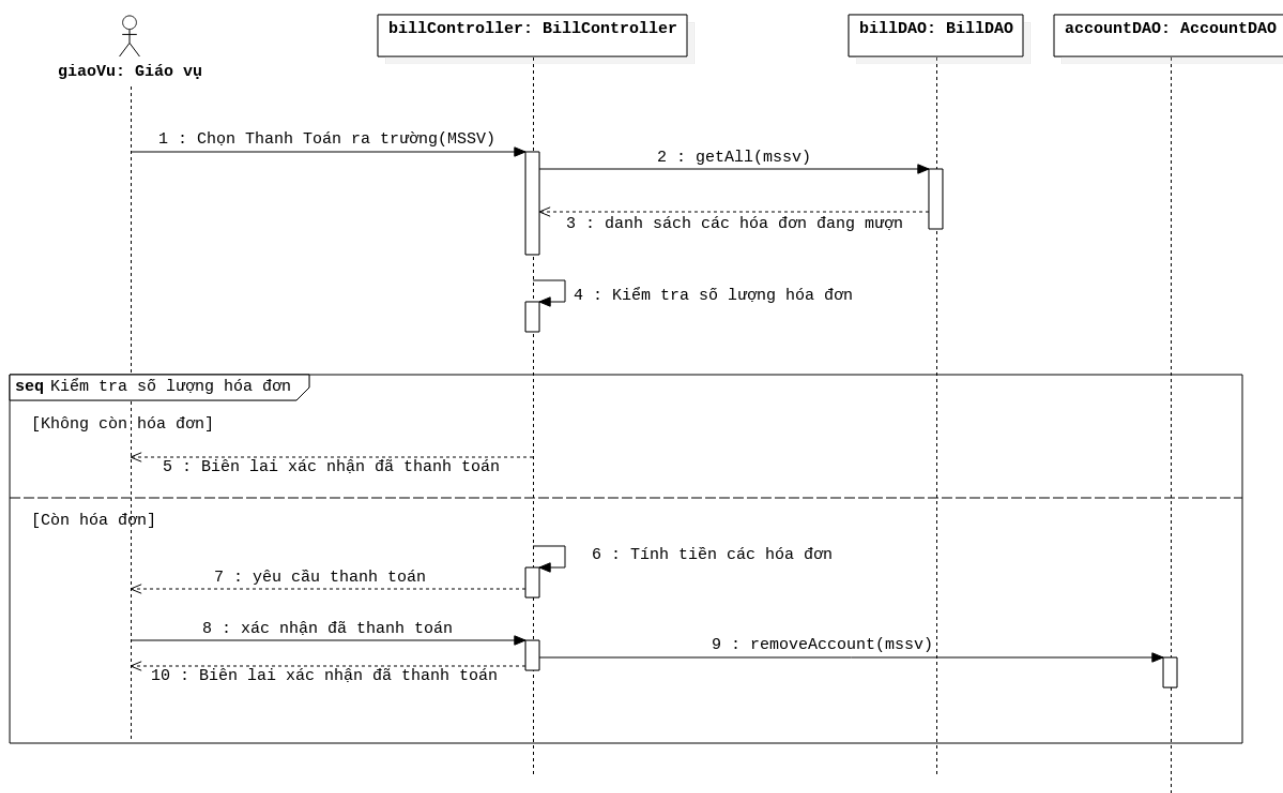 billController: BillController
billDAO: BillDAO
accountDAO: AccountDAO
giaoVu: Giáo vụ
1 : Chọn Thanh Toán ra trường(MSSV)
2 : getAll(mssv)
3 : danh sách các hóa đơn đang mượn
4 : Kiểm tra số lượng hóa đơn
seq Kiểm tra số lượng hóa đơn
[Không còn hóa đơn]
5 : Biên lai xác nhận đã thanh toán
[Còn hóa đơn]
6 : Tính tiền các hóa đơn
7 : yêu cầu thanh toán
8 : xác nhận đã thanh toán
9 : removeAccount(mssv)
10 : Biên lai xác nhận đã thanh toán